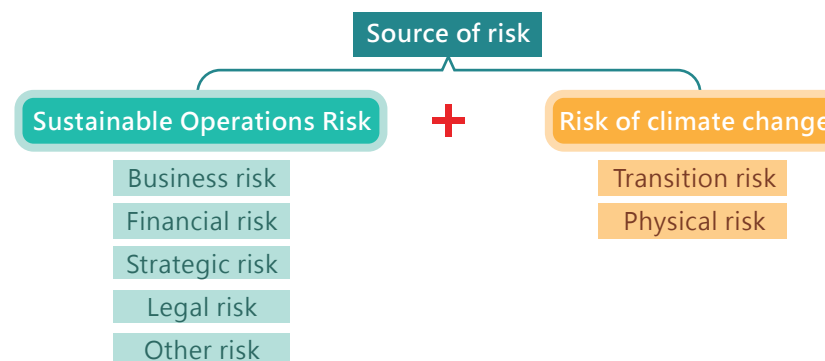 Source of risk
Sustainable Operations Risk
+
Risk of climate change
Business risk
Financial risk
Strategic risk
Legal risk
Other risk
Transition risk
Physical risk